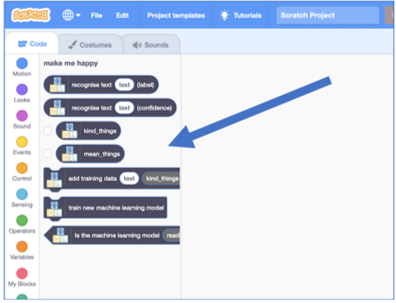 SCRATCH File Edit Project templates Tutorials Scratch Project
Code Costumes Sounds
make me happy
Motion
recognise text text (label)
Looks
recognise text text (confidence)
Sound
kind_things
Events
mean_things
Control
add training data text kind_things
Sensing
train new machine learning model
Operators
Is the machine learning model read
Variables
My Blocks